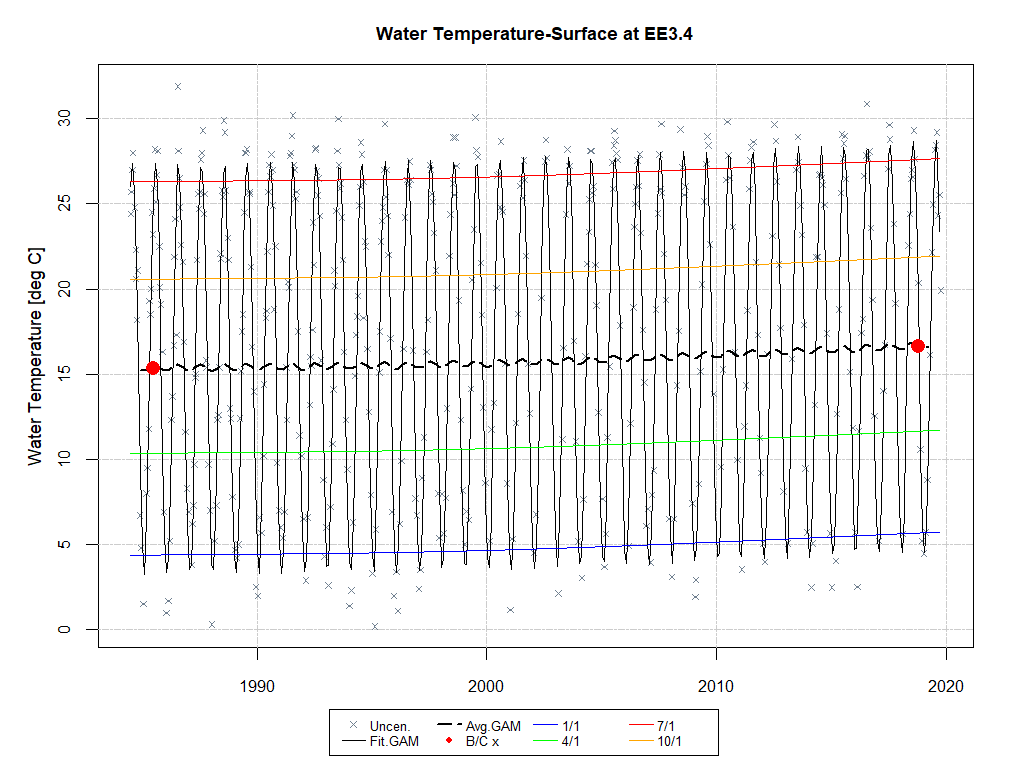 Water Temperature-Surface at EE3.4
Water Temperature [deg C]
30
25
20
15
10
5
0
1990 2000 2010 2020
Uncen. Avg.GAM 1/1 7/1
Fit.GAM B/C x 4/1 10/1